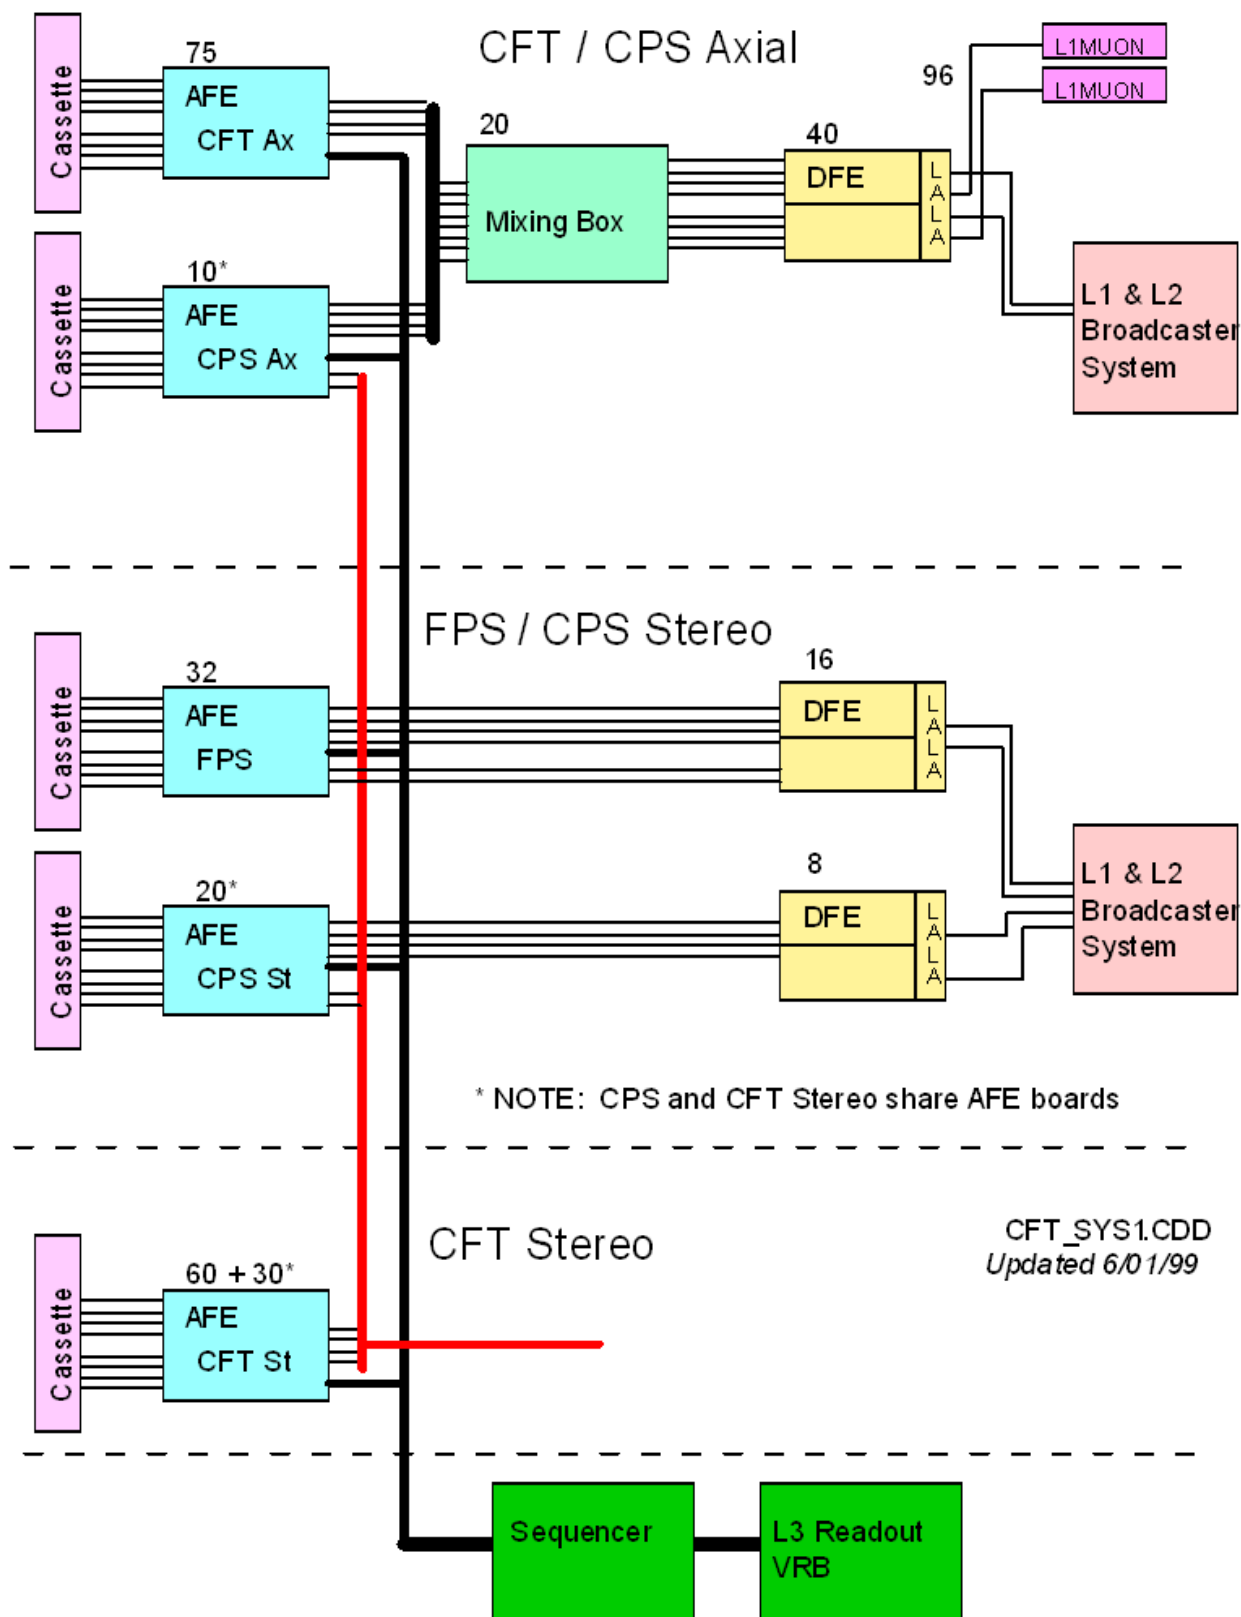 CFT / CPS Axial
75
Cassette
AFE
CFT Ax
L1MUON
L1MUON
96
20
Mixing Box
40
DFE
L
A
L
A
10*
Cassette
AFE
CPS Ax
L1 & L2
Broadcaster
System
FPS / CPS Stereo
32
Cassette
AFE
FPS
16
DFE
L
A
L
A
20*
Cassette
AFE
CPS St
8
DFE
L
A
L
A
L1 & L2
Broadcaster
System
* NOTE: CPS and CFT Stereo share AFE boards
CFT Stereo
60 + 30*
Cassette
AFE
CFT St
CFT_SYS1.CDD
Updated 6/01/99
Sequencer
L3 Readout
VRB